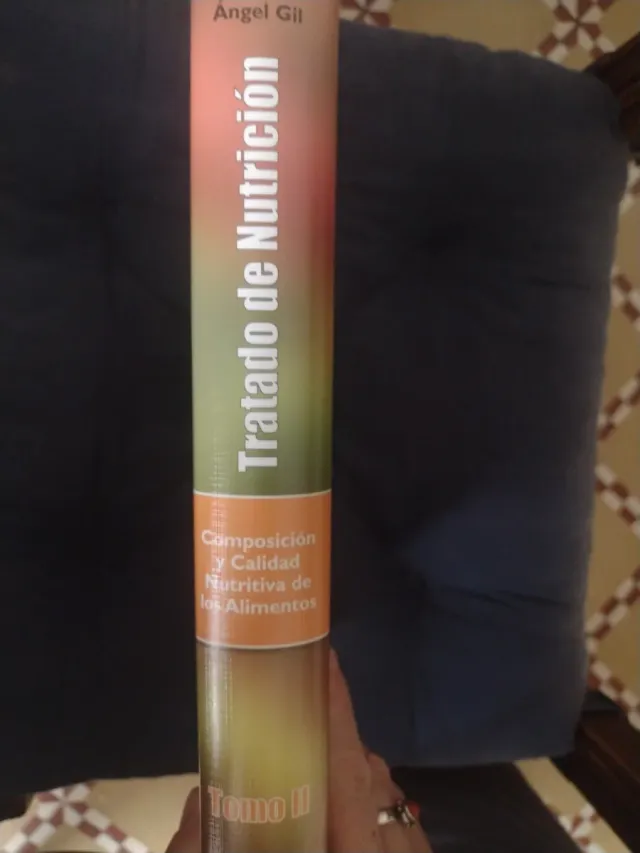 Ángel Gil
Tratado de Nutrición
Composición
y Calidad
Nutritiva de
los Alimentos
Tomo II